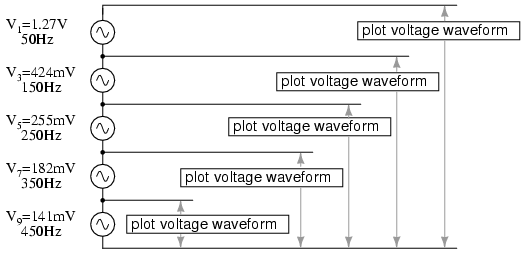 V1=1.27V
50Hz
plot voltage waveform
V3=424mV
150Hz
plot voltage waveform
V5=255mV
250Hz
plot voltage waveform
V7=182mV
350Hz
plot voltage waveform
V9=141mV
450Hz
plot voltage waveform